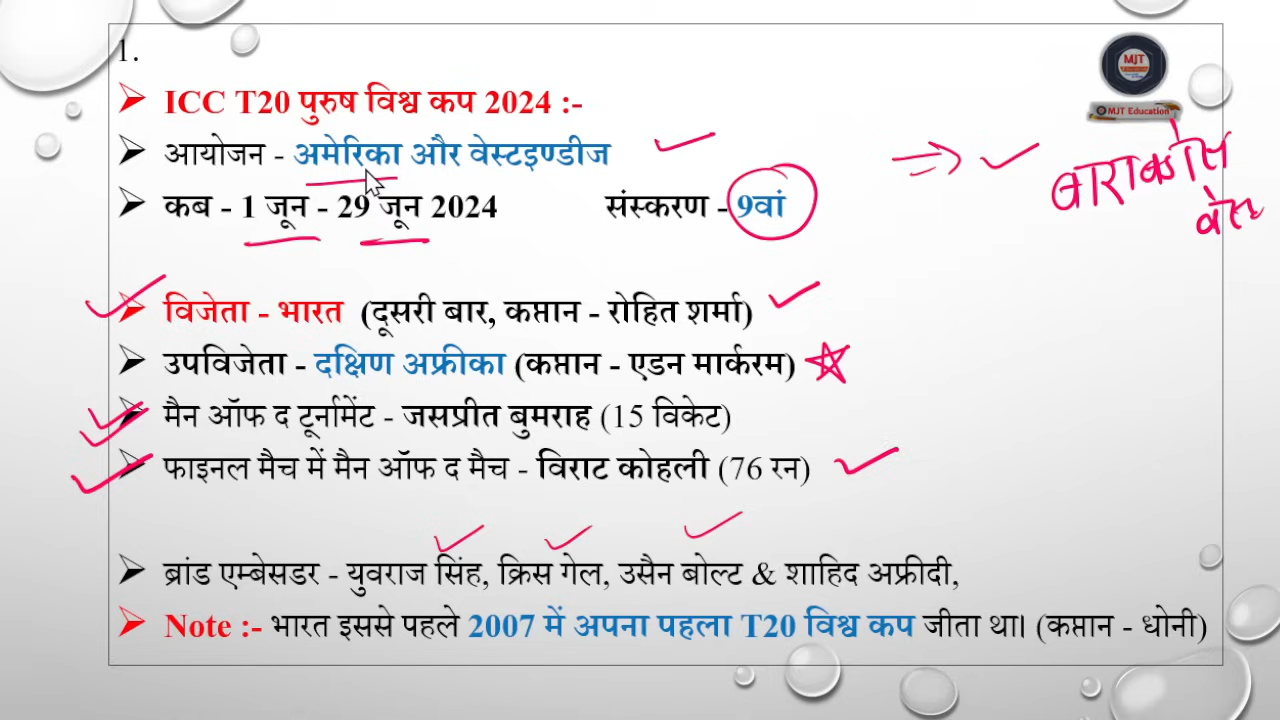 1.
MJT
MJT Education
➢ ICC T20 पुरुष विश्व कप 2024 :-
➢ आयोजन - अमेरिका और वेस्टइण्डीज
➢ कब - 1 जून - 29 जून 2024 संस्करण - 9वां
➢ विजेता - भारत (दूसरी बार, कप्तान - रोहित शर्मा)
➢ उपविजेता - दक्षिण अफ्रीका (कप्तान - एडन मार्करम)
➢ मैन ऑफ द टूर्नामेंट - जसप्रीत बुमराह (15 विकेट)
➢ फाइनल मैच में मैन ऑफ द मैच - विराट कोहली (76 रन)
➢ ब्रांड एम्बेसडर - युवराज सिंह, क्रिस गेल, उसैन बोल्ट & शाहिद अफ्रीदी,
➢ Note :- भारत इससे पहले 2007 में अपना पहला T20 विश्व कप जीता था। (कप्तान - धोनी)